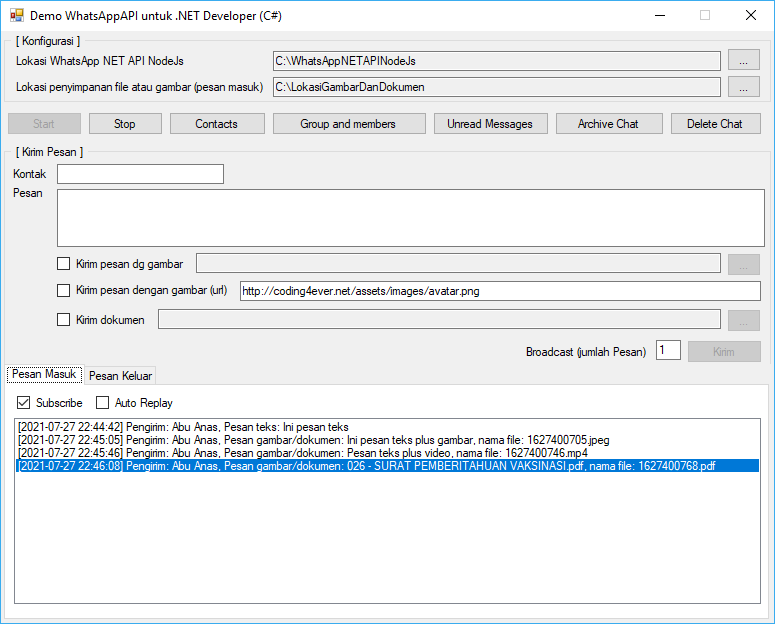 Demo WhatsAppAPI untuk .NET Developer (C#)
[ Konfigurasi ]
Lokasi WhatsApp NET API NodeJs C:\WhatsAppNETAPINodeJs ...
Lokasi penyimpanan file atau gambar (pesan masuk) C:\LokasiGambarDanDokumen ...
Start Stop Contacts Group and members Unread Messages Archive Chat Delete Chat
[ Kirim Pesan ]
Kontak
Pesan
Kirim pesan dg gambar ...
Kirim pesan dengan gambar (url) http://coding4ever.net/assets/images/avatar.png
Kirim dokumen ...
Broadcast (jumlah Pesan) 1 Kirim
Pesan Masuk Pesan Keluar
Subscribe Auto Replay
[2021-07-27 22:44:42] Pengirim: Abu Anas, Pesan teks: Ini pesan teks
[2021-07-27 22:45:05] Pengirim: Abu Anas, Pesan gambar/dokumen: Ini pesan teks plus gambar, nama file: 1627400705.jpeg
[2021-07-27 22:45:46] Pengirim: Abu Anas, Pesan gambar/dokumen: Pesan teks plus video, nama file: 1627400746.mp4
[2021-07-27 22:46:08] Pengirim: Abu Anas, Pesan gambar/dokumen: 026 - SURAT PEMBERITAHUAN VAKSINASI.pdf, nama file: 1627400768.pdf